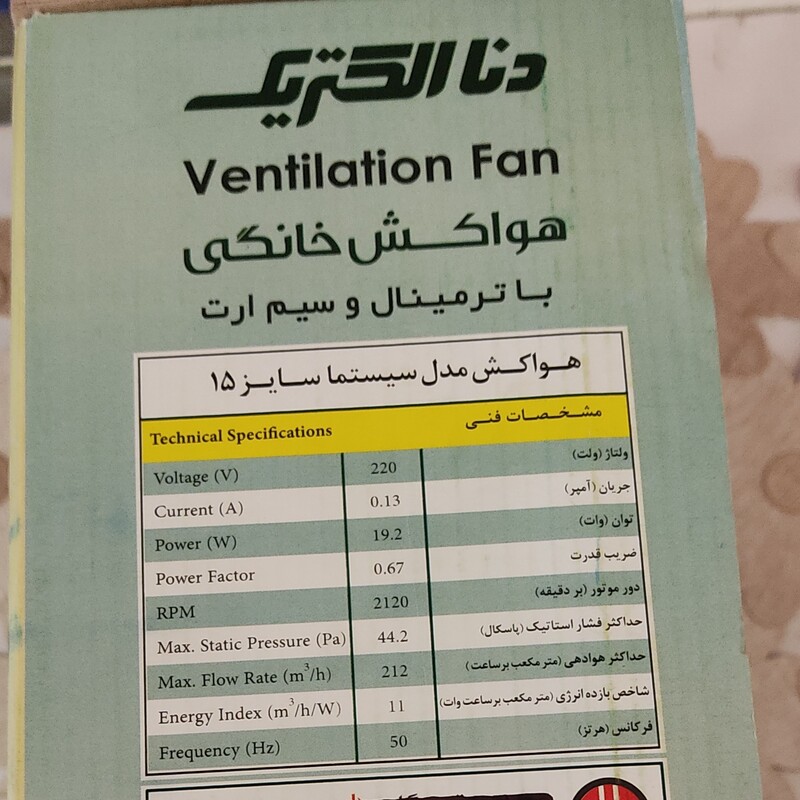 دنا الکتریک
Ventilation Fan
هواکش خانگی
با ترمینال و سیم ارت
هواکش مدل سیستما سایز ۱۵
Technical Specifications مشخصات فنی
Voltage (V) 220 ولتاژ (ولت)
Current (A) 0.13 جریان (آمپر)
Power (W) 19.2 توان (وات)
Power Factor 0.67 ضریب قدرت
RPM 2120 دور موتور (بر دقیقه)
Max. Static Pressure (Pa) 44.2 حداکثر فشار استاتیک (پاسکال)
Max. Flow Rate (m³/h) 212 حداکثر هوادهی (متر مکعب بر ساعت)
Energy Index (m³/h/W) 11 شاخص بازده انرژی (متر مکعب بر ساعت وات)
Frequency (Hz) 50 فرکانس (هرتز)